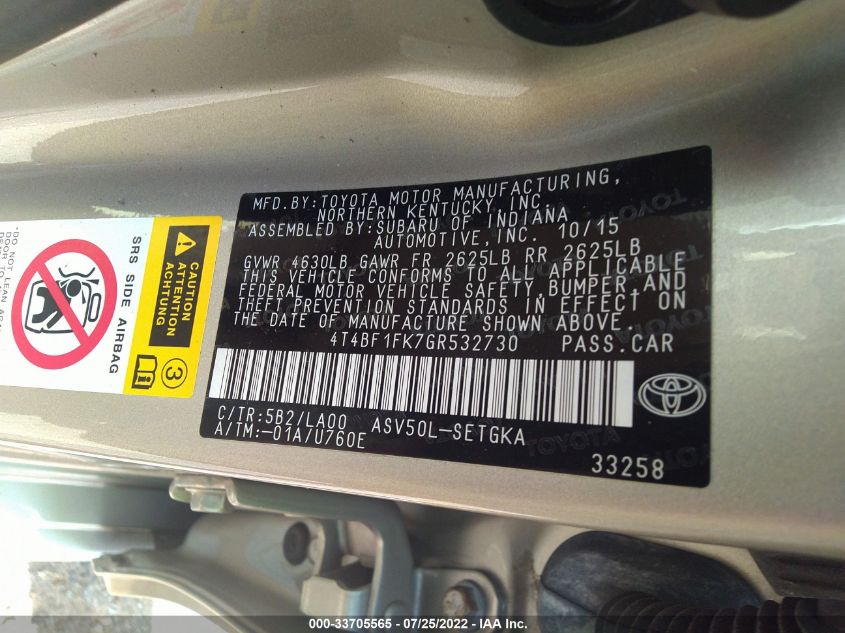 MFD.BY:TOYOTA MOTOR MANUFACTURING,
NORTHERN KENTUCKY, INC.
ASSEMBLED BY:SUBARU OF INDIANA
AUTOMOTIVE,INC. 10/15
GVWR 4630LB GAWR FR 2625LB RR 2625LB
THIS VEHICLE CONFORMS TO ALL APPLICABLE
FEDERAL MOTOR VEHICLE SAFETY, BUMPER, AND
THEFT PREVENTION STANDARDS IN EFFECT ON
THE DATE OF MANUFACTURE SHOWN ABOVE.
4T4BF1FK7GR532730 PASS.CAR
C/TR:5B2/LA00 ASV50L-SETGKA
A/TM:-01A/U760E
33258
CAUTION
ATTENTION
ACHTUNG
SRS SIDE AIRBAG
3
000-33705565 - 07/25/2022 - IAA Inc.